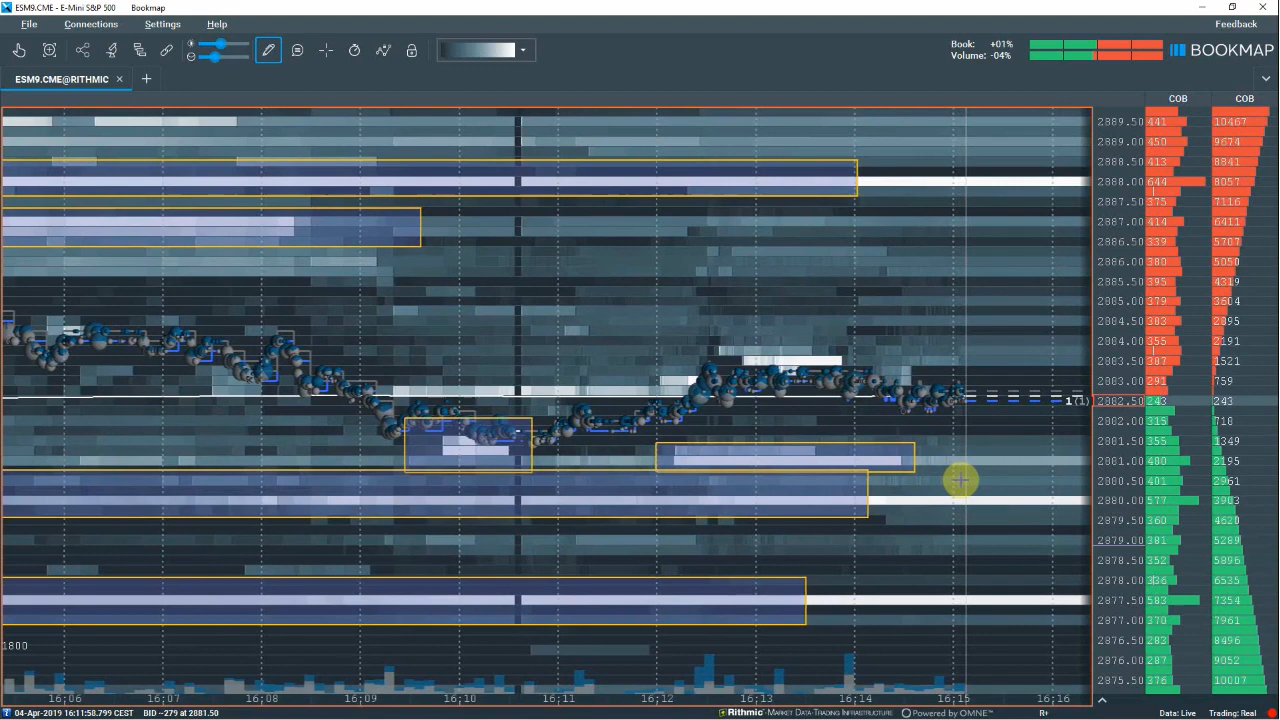 ESM9.CME - E-Mini S&P 500 Bookmap
File Connections Settings Help Feedback
Book: +01%
Volume: -04%
BOOKMAP
ESM9.CME@RITHMIC
COB COB
2889.50 441 10467
2889.00 450 9674
2888.50 413 8841
2888.00 644 8057
2887.50 375 7116
2887.00 414 6411
2886.50 339 5707
2886.00 380 5050
2885.50 395 4319
2885.00 379 3604
2884.50 383 2895
2884.00 355 2191
2883.50 387 1521
2883.00 291 759
1(1) 2882.50 243 243
2882.00 315 718
2881.50 355 1349
2881.00 480 2195
2880.50 401 2961
2880.00 577 3903
2879.50 360 4620
2879.00 381 5289
2878.50 352 5896
2878.00 336 6535
2877.50 583 7354
2877.00 370 7961
2876.50 283 8496
2876.00 287 9052
2875.50 376 10007
1800
16:06 16:07 16:08 16:09 16:10 16:11 16:12 16:13 16:14 16:15 16:16
04-Apr-2019 16:11:58.799 CEST BID ~279 at 2881.50 Rithmic-MARKET DATA-TRADING INFRASTRUCTURE Powered by OMNE™ R+ Data: Live Trading: Real